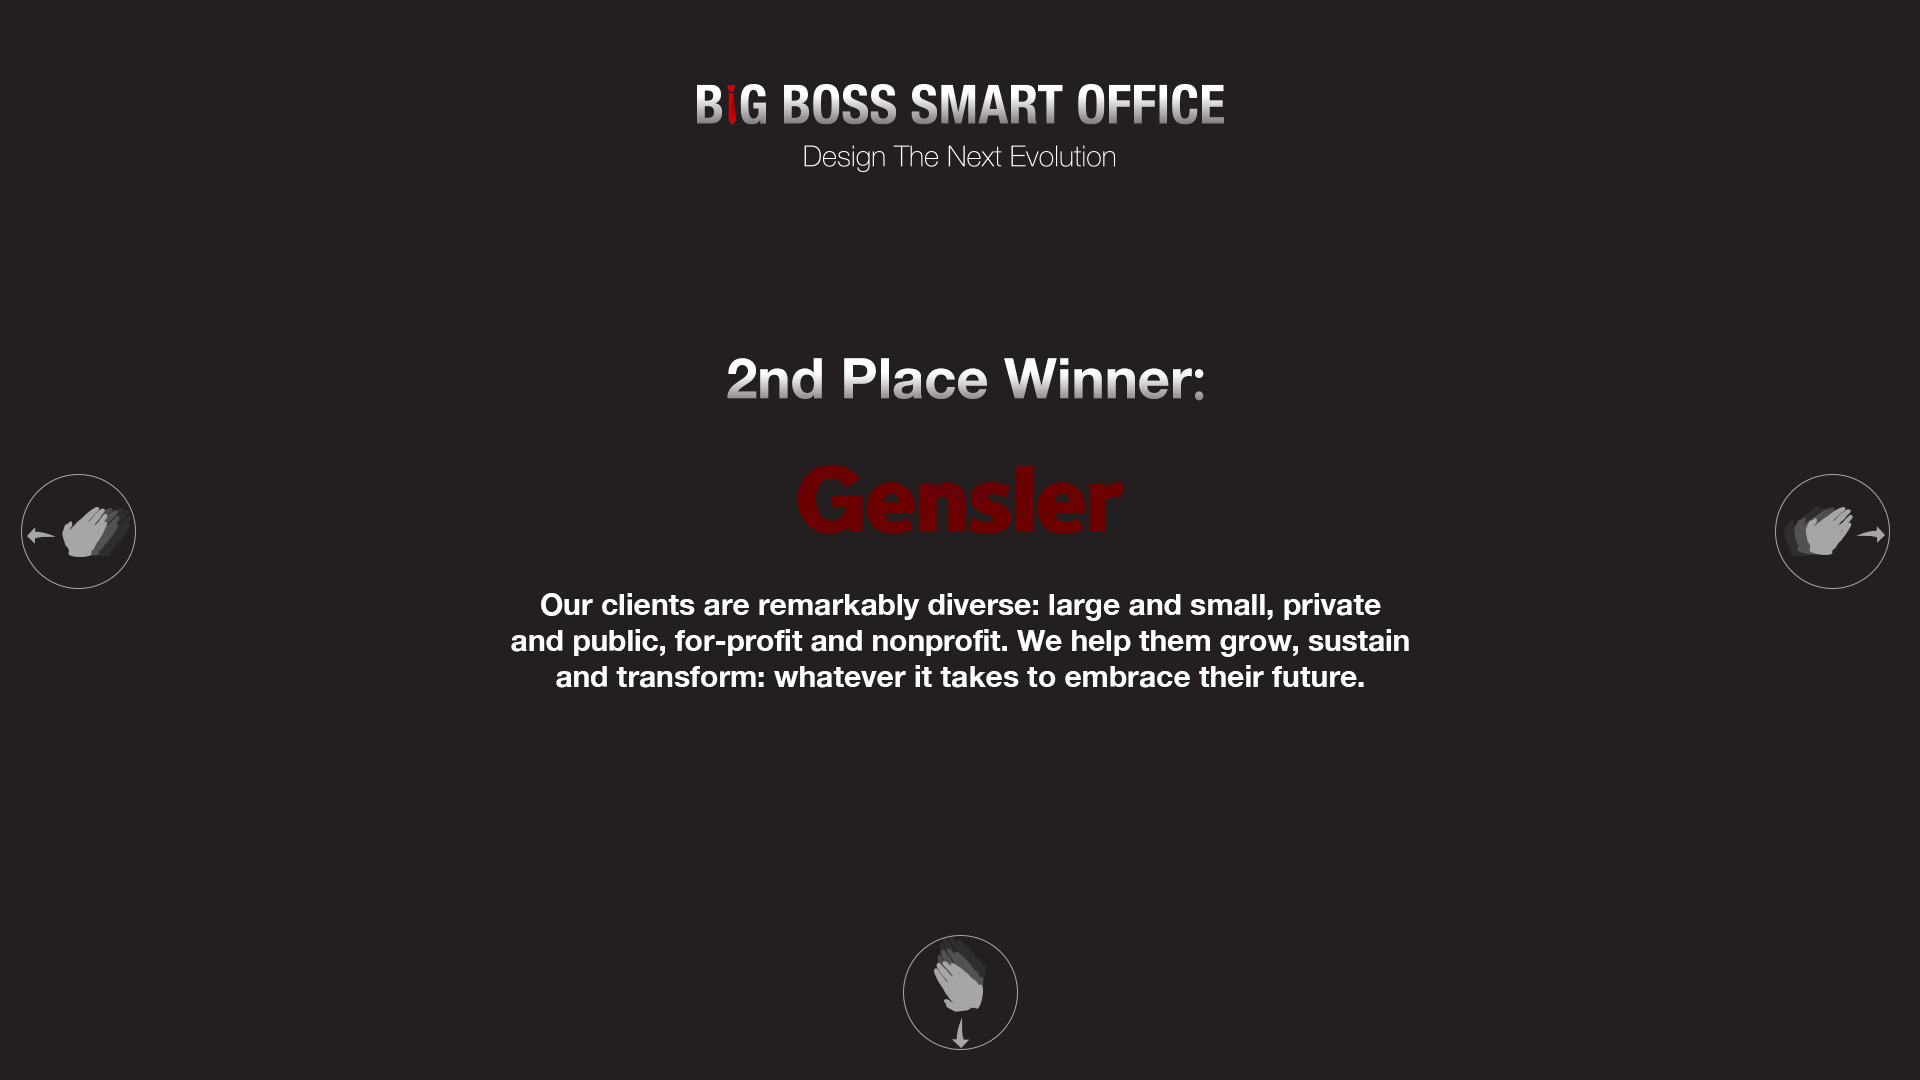 BIG BOSS SMART OFFICE
Design The Next Evolution
2nd Place Winner:
Gensler
Our clients are remarkably diverse: large and small, private
and public, for-profit and nonprofit. We help them grow, sustain
and transform: whatever it takes to embrace their future.